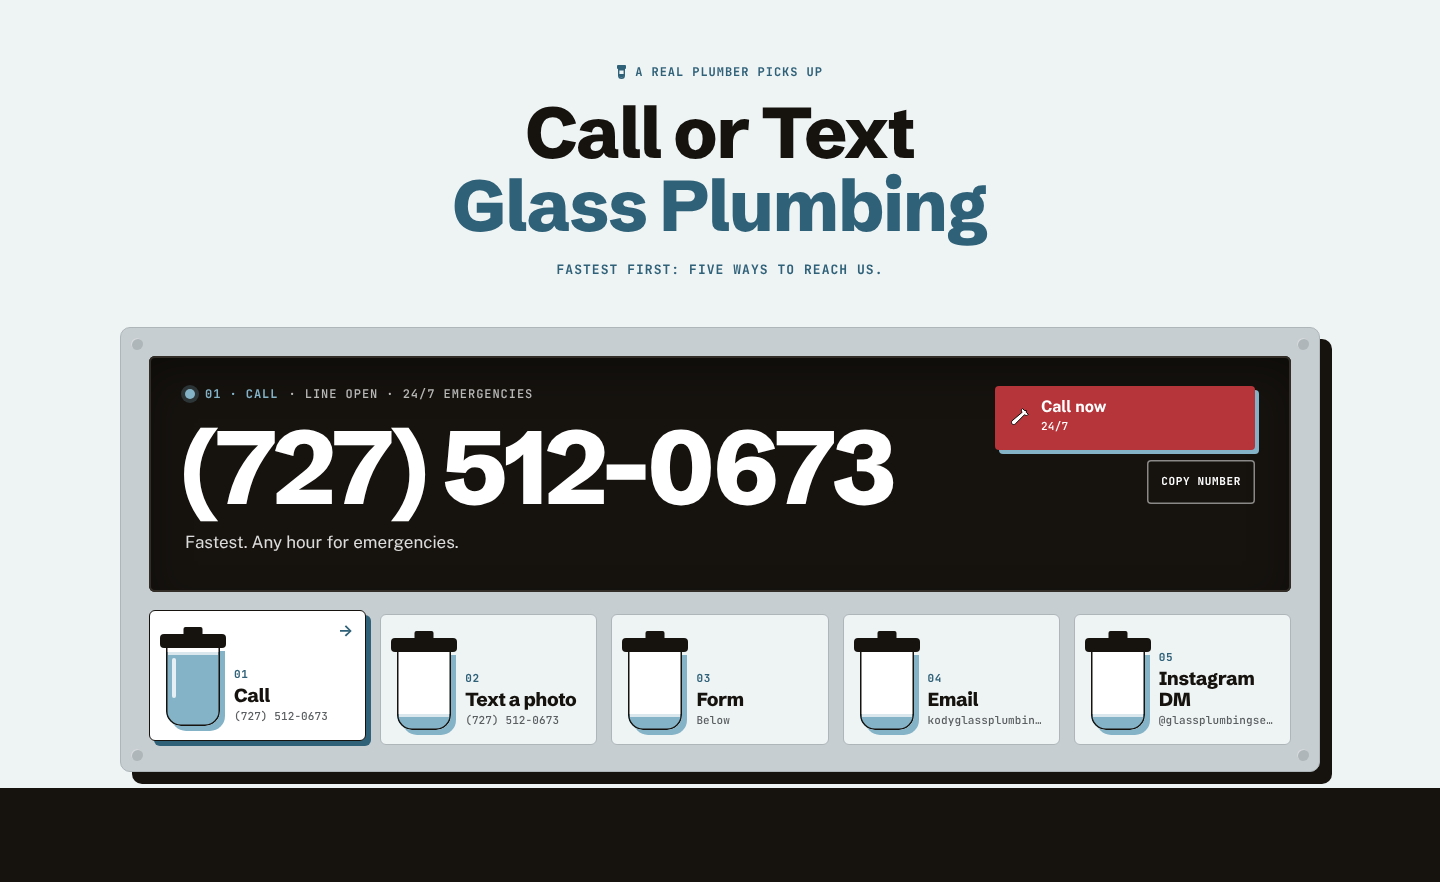 A REAL PLUMBER PICKS UP
Call or Text
Glass Plumbing
FASTEST FIRST: FIVE WAYS TO REACH US.
01 · CALL · LINE OPEN · 24/7 EMERGENCIES
(727) 512-0673
Fastest. Any hour for emergencies.
Call now
24/7
COPY NUMBER
01
Call
(727) 512-0673
02
Text a photo
(727) 512-0673
03
Form
Below
04
Email
kodyglassplumbin…
05
Instagram
DM
@glassplumbingse…